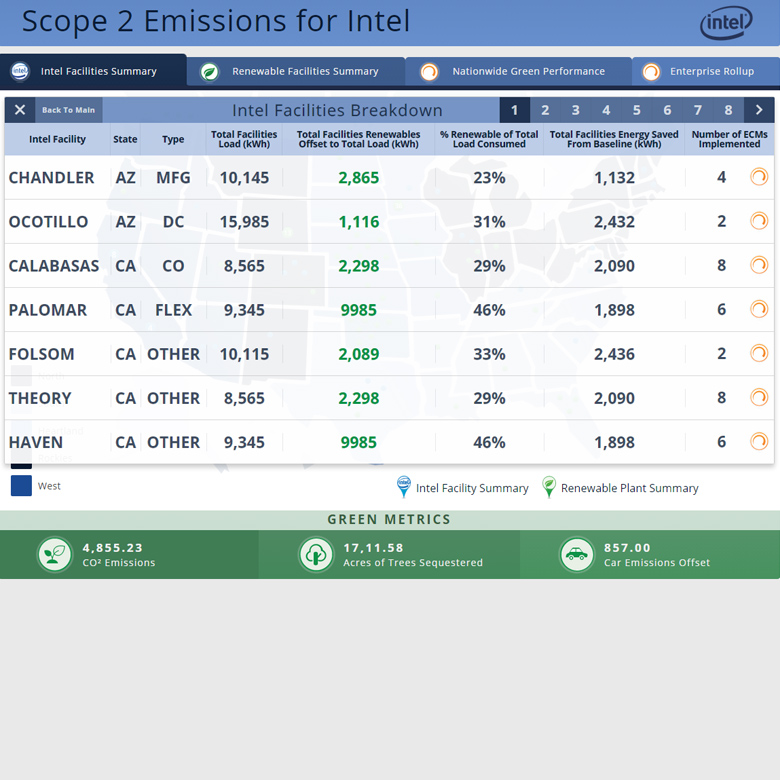 Scope 2 Emissions for Intel
intel
intel Intel Facilities Summary Renewable Facilities Summary Nationwide Green Performance Enterprise Rollup
Back To Main Intel Facilities Breakdown 1 2 3 4 5 6 7 8
Intel Facility State Type Total Facilities Load (kWh) Total Facilities Renewables Offset to Total Load (kWh) % Renewable of Total Load Consumed Total Facilities Energy Saved From Baseline (kWh) Number of ECMs Implemented
CHANDLER AZ MFG 10,145 2,865 23% 1,132 4
OCOTILLO AZ DC 15,985 1,116 31% 2,432 2
CALABASAS CA CO 8,565 2,298 29% 2,090 8
PALOMAR CA FLEX 9,345 9985 46% 1,898 6
FOLSOM CA OTHER 10,115 2,089 33% 2,436 2
THEORY CA OTHER 8,565 2,298 29% 2,090 8
HAVEN CA OTHER 9,345 9985 46% 1,898 6
West
intel Intel Facility Summary Renewable Plant Summary
GREEN METRICS
4,855.23
CO² Emissions
17,11.58
Acres of Trees Sequestered
857.00
Car Emissions Offset